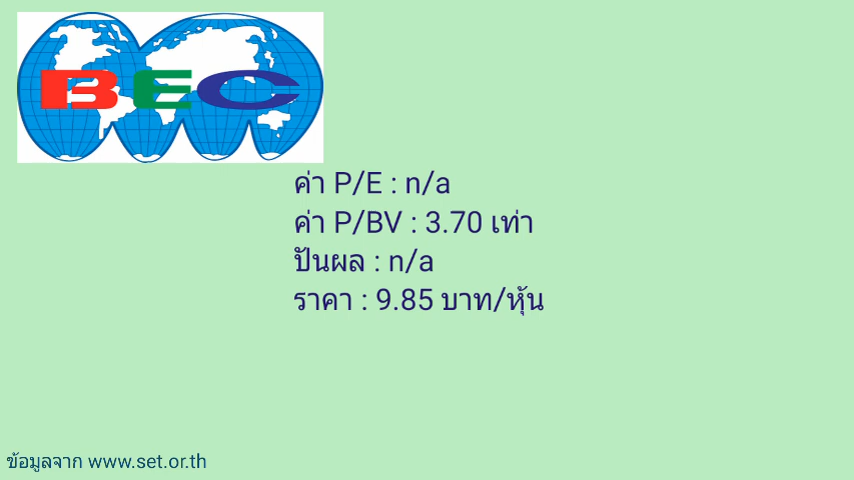 BEC
ค่า P/E : n/a
ค่า P/BV : 3.70 เท่า
ปันผล : n/a
ราคา : 9.85 บาท/หุ้น
ข้อมูลจาก www.set.or.th